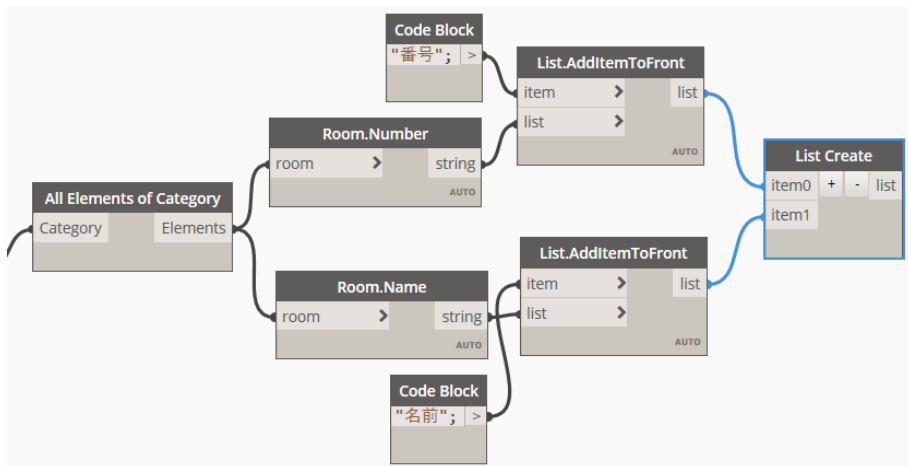 Code Block
"番号"; >
List.AddItemToFront
item > list
list >
AUTO
Room.Number
room > string
AUTO
List Create
item0 + - list
item1
All Elements of Category
Category Elements
List.AddItemToFront
item > list
list >
AUTO
Room.Name
room > string
AUTO
Code Block
"名前"; >